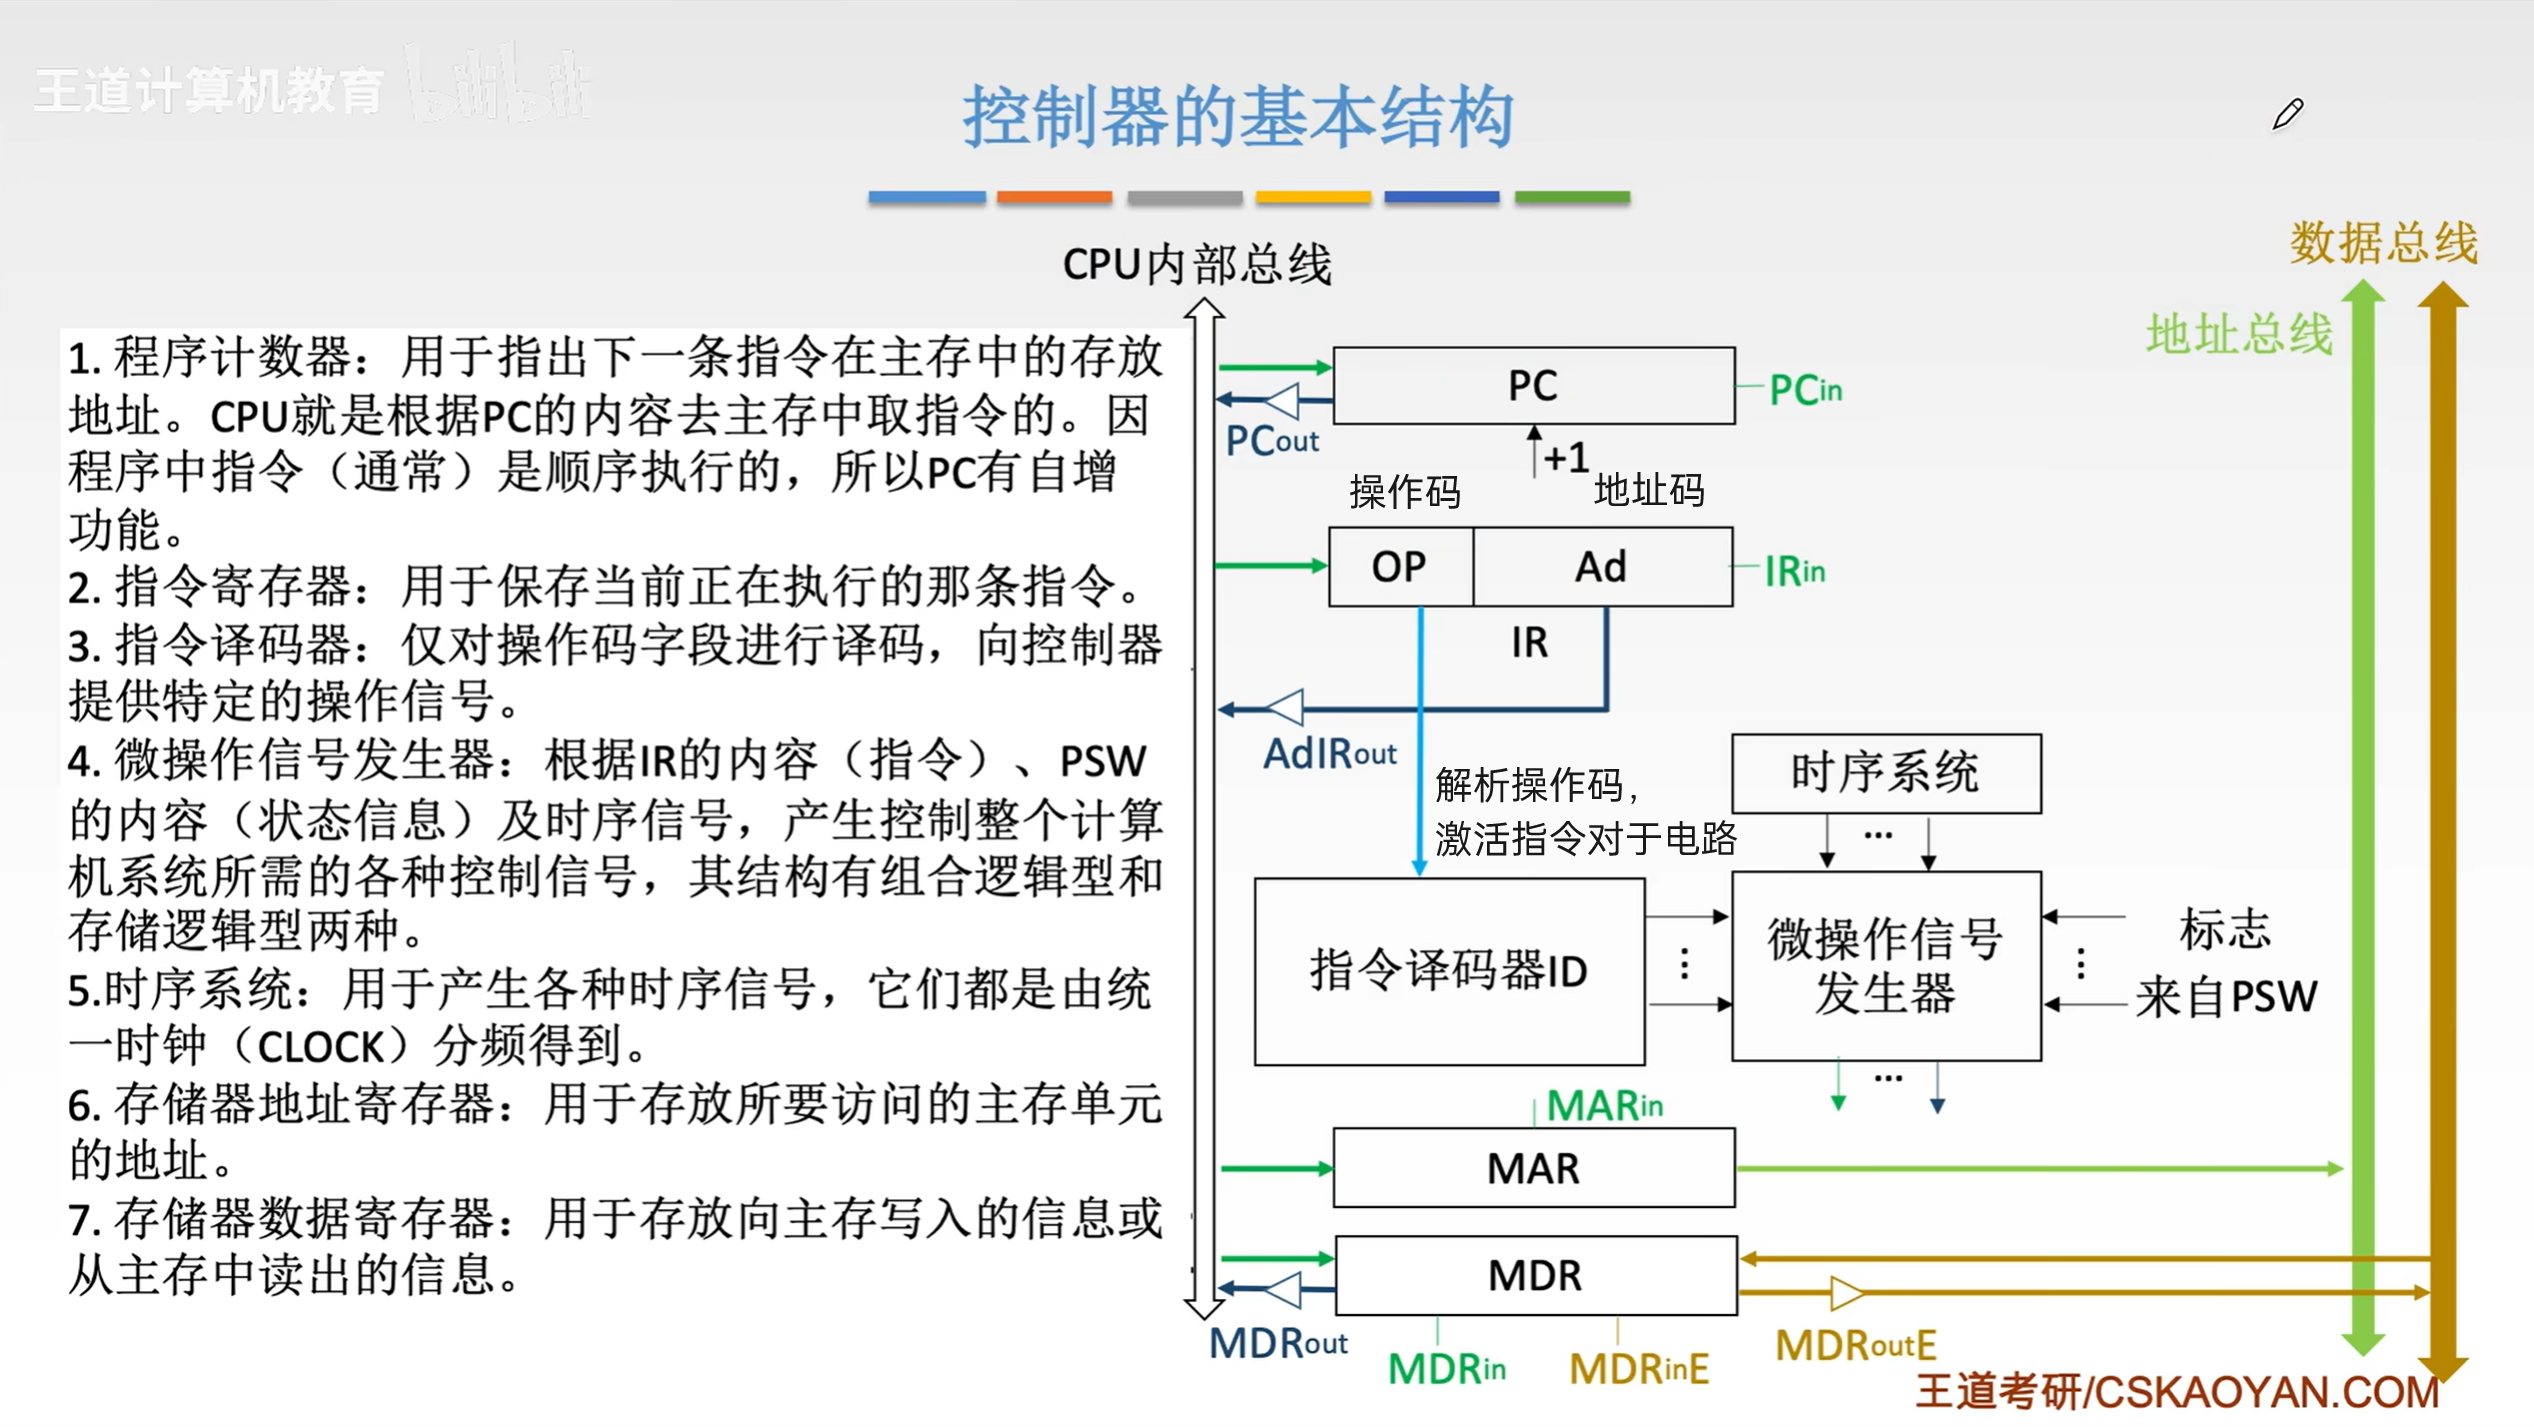 王道计算机教育 bilibili
控制器的基本结构
1. 程序计数器：用于指出下一条指令在主存中的存放
地址。CPU就是根据PC的内容去主存中取指令的。因
程序中指令（通常）是顺序执行的，所以PC有自增
功能。
2. 指令寄存器：用于保存当前正在执行的那条指令。
3. 指令译码器：仅对操作码字段进行译码，向控制器
提供特定的操作信号。
4. 微操作信号发生器：根据IR的内容（指令）、PSW
的内容（状态信息）及时序信号，产生控制整个计算
机系统所需的各种控制信号，其结构有组合逻辑型和
存储逻辑型两种。
5.时序系统：用于产生各种时序信号，它们都是由统
一时钟（CLOCK）分频得到。
6. 存储器地址寄存器：用于存放所要访问的主存单元
的地址。
7. 存储器数据寄存器：用于存放向主存写入的信息或
从主存中读出的信息。
CPU内部总线
数据总线
地址总线
PC
PCin
PCout
+1
操作码
地址码
OP
Ad
IRin
IR
AdIRout
解析操作码，
激活指令对于电路
时序系统
...
指令译码器ID
...
微操作信号
发生器
...
标志
来自PSW
...
MARin
MAR
MDR
MDRout
MDRin
MDRinE
MDRoutE
王道考研/CSKAOYAN.COM